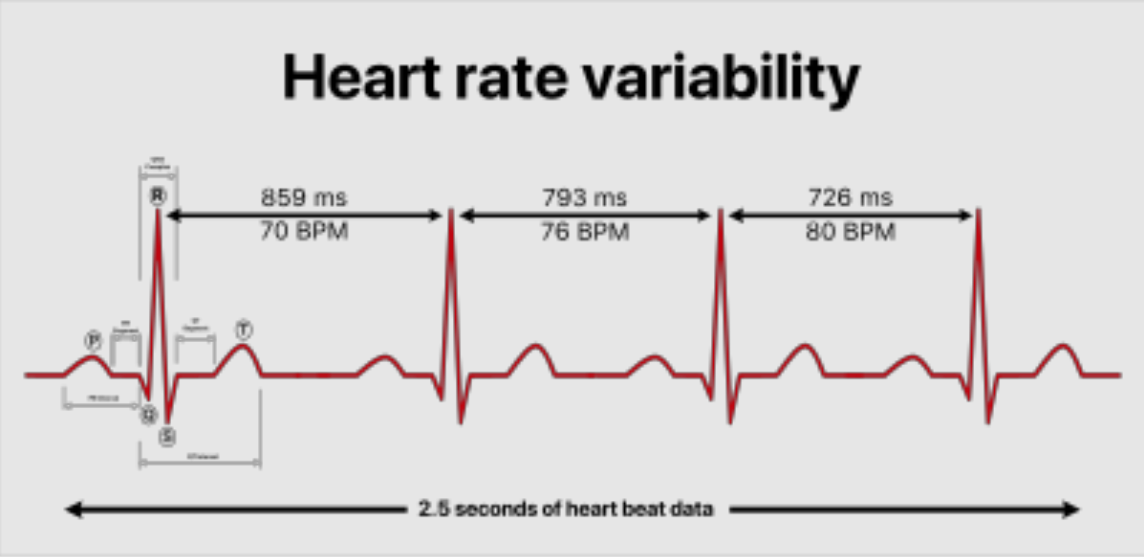 Heart rate variability
R
859 ms
793 ms
726 ms
70 BPM
76 BPM
80 BPM
P
T
Q
S
2.5 seconds of heart beat data